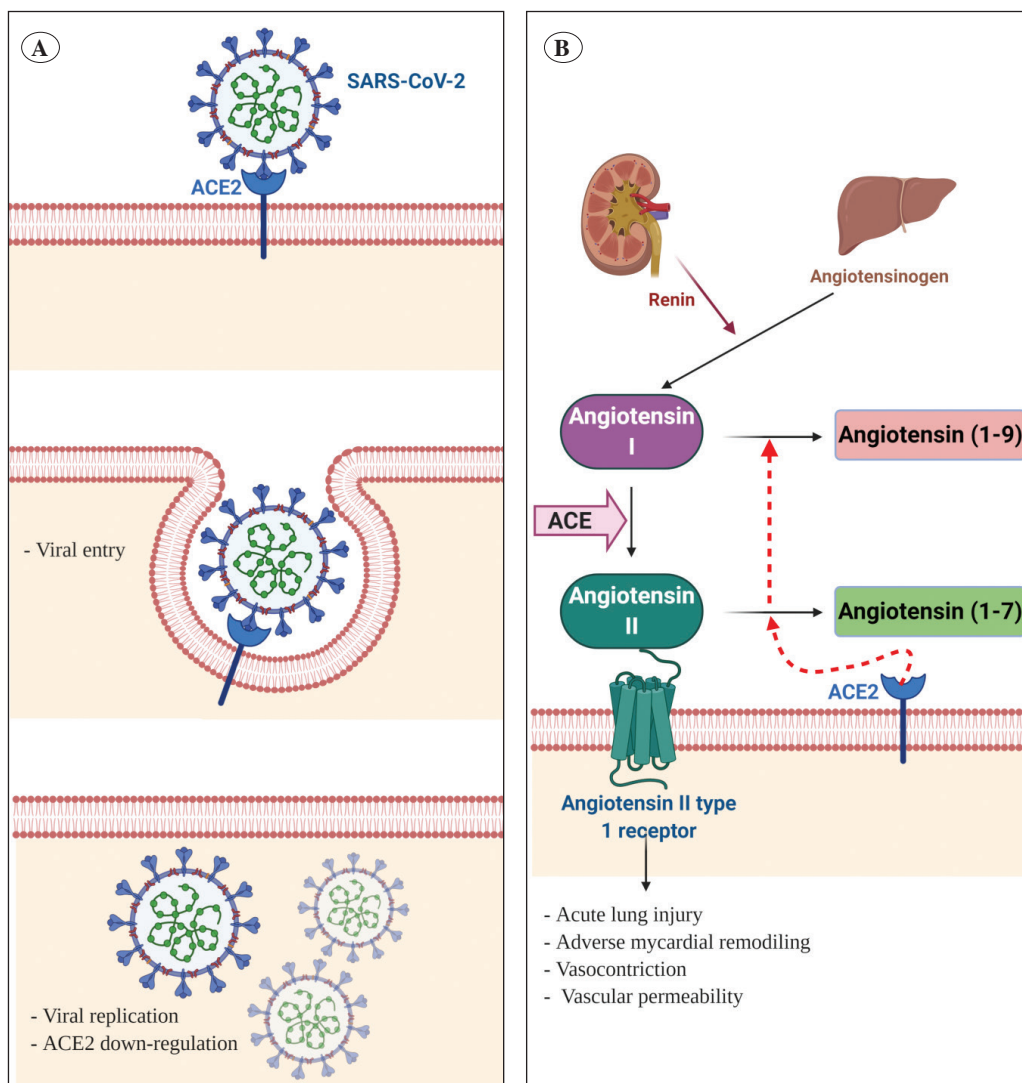 A
SARS-CoV-2
ACE2
- Viral entry
- Viral replication
- ACE2 down-regulation
B
Renin
Angiotensinogen
Angiotensin
I
Angiotensin (1-9)
ACE
Angiotensin
II
Angiotensin (1-7)
ACE2
Angiotensin II type
1 receptor
- Acute lung injury
- Adverse mycardial remodiling
- Vasocontriction
- Vascular permeability